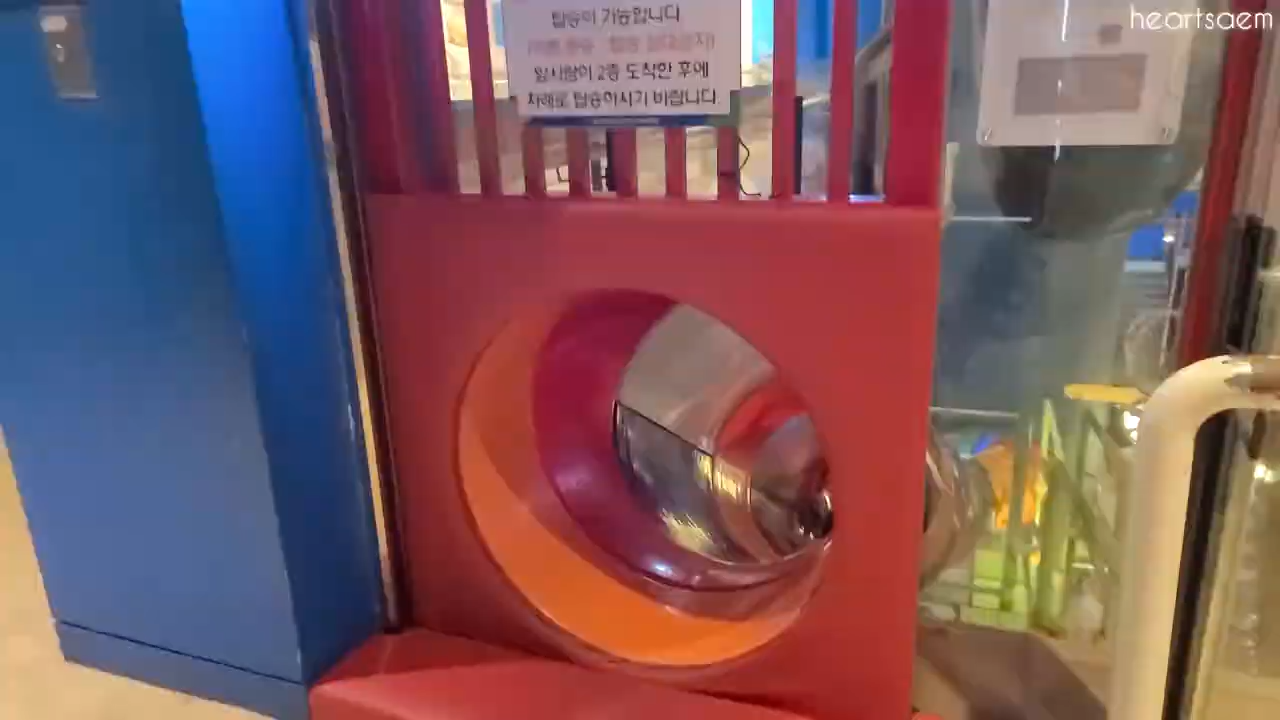 heartsaem
탑승이 가능합니다
앞사람이 2층 도착한 후에
차례로 탑승하시기 바랍니다.